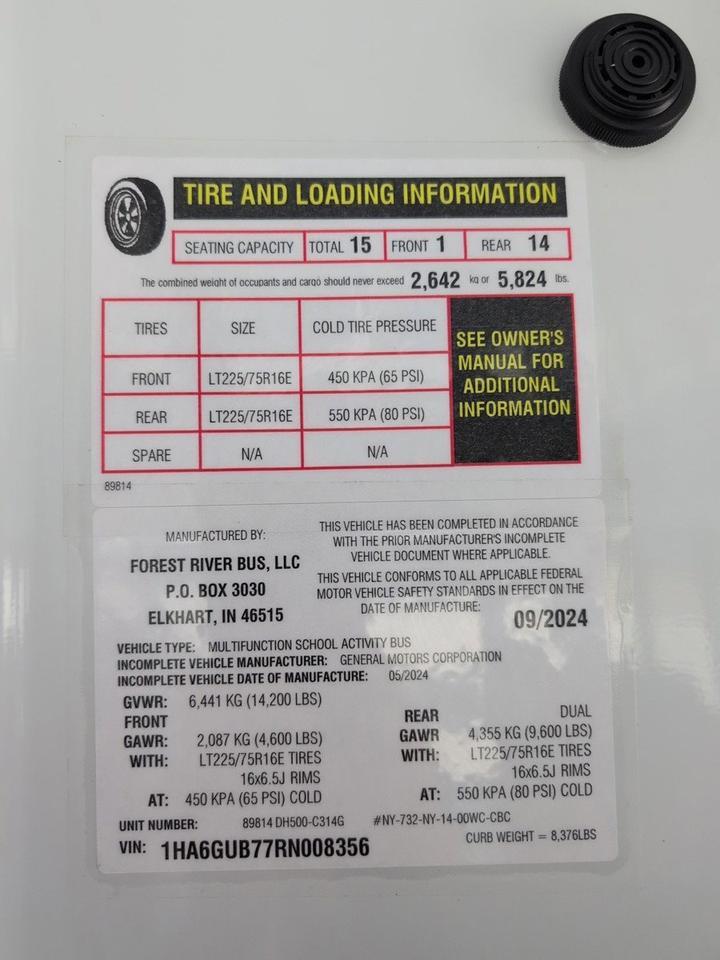 TIRE AND LOADING INFORMATION
SEATING CAPACITY TOTAL 15 FRONT 1 REAR 14
The combined weight of occupants and cargo should never exceed 2,642 kg or 5,824 lbs.
TIRES SIZE COLD TIRE PRESSURE
FRONT LT225/75R16E 450 KPA (65 PSI)
REAR LT225/75R16E 550 KPA (80 PSI)
SPARE N/A N/A
SEE OWNER'S
MANUAL FOR
ADDITIONAL
INFORMATION
89814
MANUFACTURED BY:
FOREST RIVER BUS, LLC
P.O. BOX 3030
ELKHART, IN 46515
THIS VEHICLE HAS BEEN COMPLETED IN ACCORDANCE
WITH THE PRIOR MANUFACTURER'S INCOMPLETE
VEHICLE DOCUMENT WHERE APPLICABLE.
THIS VEHICLE CONFORMS TO ALL APPLICABLE FEDERAL
MOTOR VEHICLE SAFETY STANDARDS IN EFFECT ON THE
DATE OF MANUFACTURE: 09/2024
VEHICLE TYPE: MULTIFUNCTION SCHOOL ACTIVITY BUS
INCOMPLETE VEHICLE MANUFACTURER: GENERAL MOTORS CORPORATION
INCOMPLETE VEHICLE DATE OF MANUFACTURE: 05/2024
GVWR: 6,441 KG (14,200 LBS)
FRONT
GAWR: 2,087 KG (4,600 LBS)
WITH: LT225/75R16E TIRES
16x6.5J RIMS
AT: 450 KPA (65 PSI) COLD
REAR DUAL
GAWR 4,355 KG (9,600 LBS)
WITH: LT225/75R16E TIRES
16x6.5J RIMS
AT: 550 KPA (80 PSI) COLD
UNIT NUMBER: 89814 DH500-C314G #NY-732-NY-14-00WC-CBC
CURB WEIGHT = 8,376LBS
VIN: 1HA6GUB77RN008356